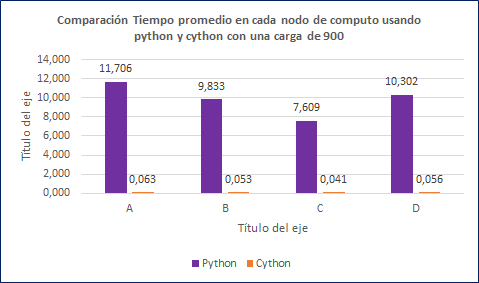 Comparación Tiempo promedio en cada nodo de computo usando
python y cython con una carga de 900
14,000
12,000
10,000
8,000
6,000
4,000
2,000
0,000
Título del eje
11,706
9,833
7,609
10,302
0,063
0,053
0,041
0,056
A
B
C
D
Título del eje
Python
Cython